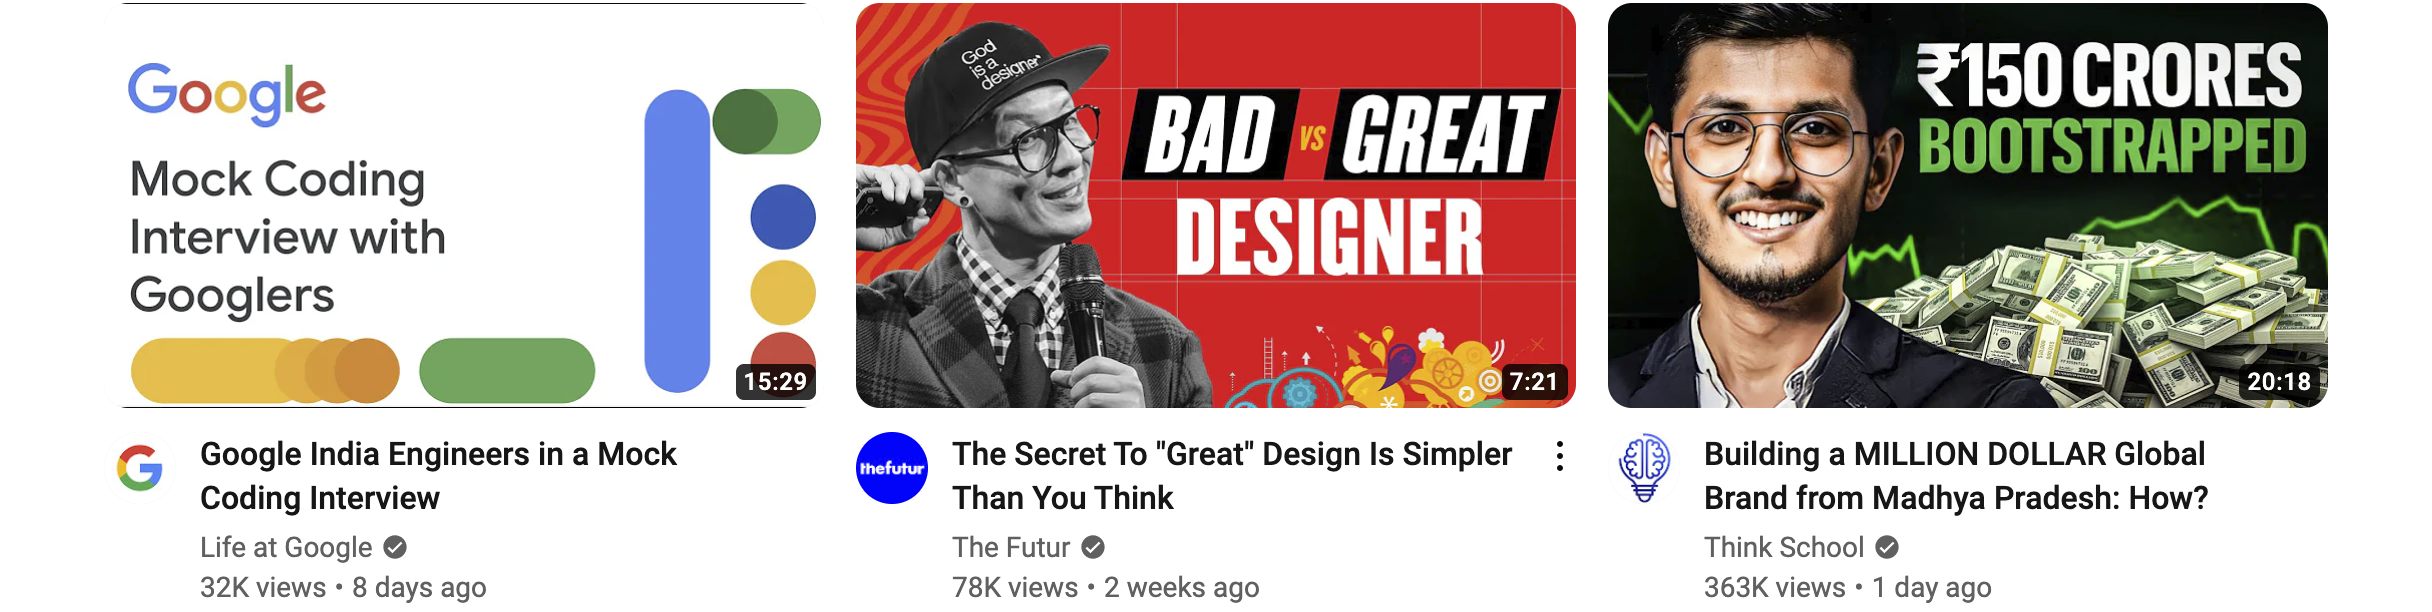 Google
Mock Coding
Interview with
Googlers
15:29
Google India Engineers in a Mock
Coding Interview
Life at Google
32K views • 8 days ago
God
is a
designer
BAD vs GREAT
DESIGNER
7:21
thefutur
The Secret To "Great" Design Is Simpler
Than You Think
The Futur
78K views • 2 weeks ago
₹150 CRORES
BOOTSTRAPPED
100
20:18
Building a MILLION DOLLAR Global
Brand from Madhya Pradesh: How?
Think School
363K views • 1 day ago